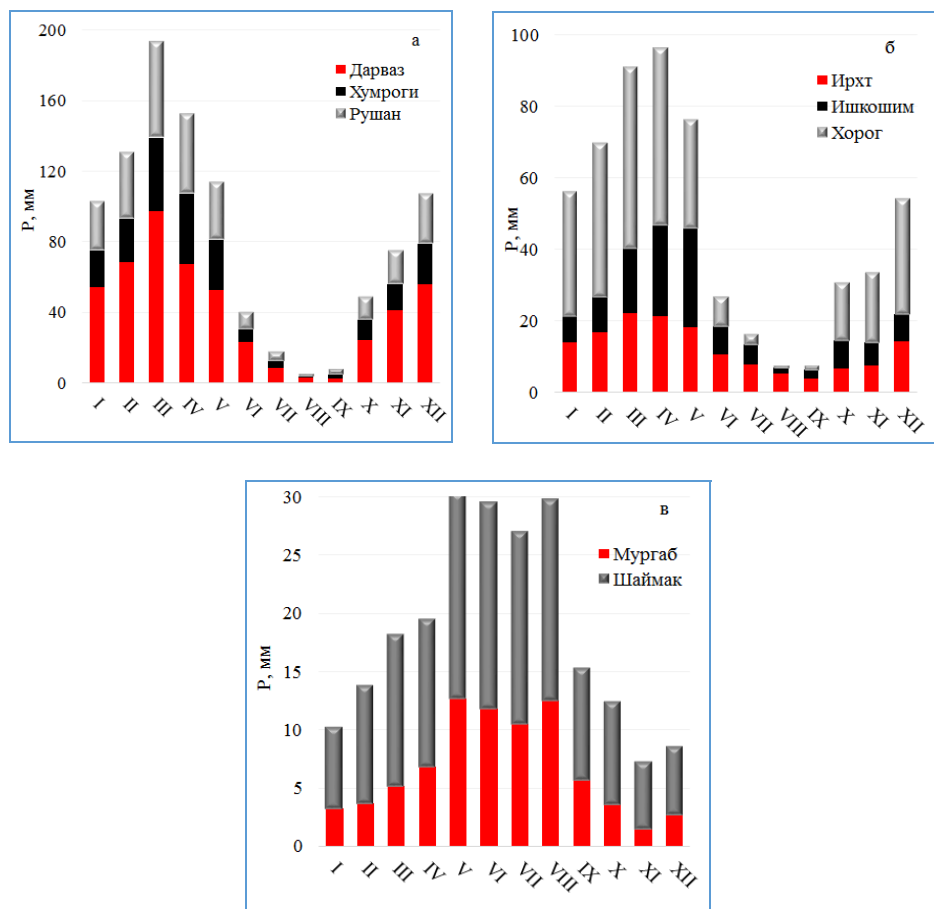 а
200
160
120
80
40
0
Р, мм
Дарваз
Хумроги
Рушан
I II III IV V VI VII VIII IX X XI XII
б
100
80
60
40
20
0
Р, мм
Ирхт
Ишкошим
Хорог
I II III IV V VI VII VIII IX X XI XII
в
30
25
20
15
10
5
0
Р, мм
Мургаб
Шаймак
I II III IV V VI VII VIII IX X XI XII